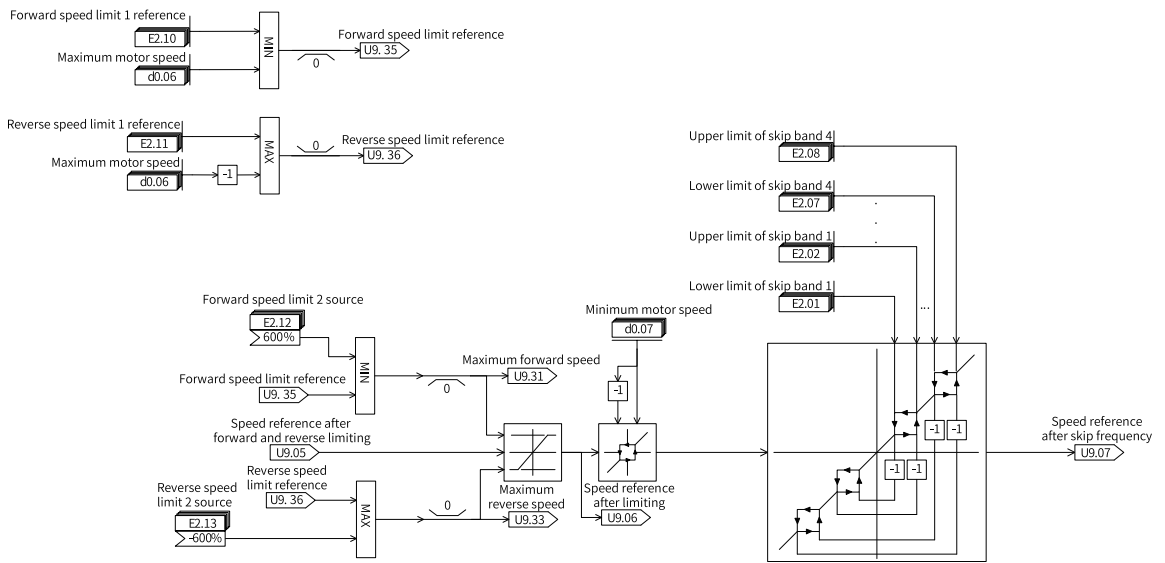 Forward speed limit 1 reference
E2.10
Maximum motor speed
d0.06
MIN
0
Forward speed limit reference
U9. 35
Reverse speed limit 1 reference
E2.11
Maximum motor speed
d0.06
-1
MAX
0
Reverse speed limit reference
U9. 36
Upper limit of skip band 4
E2.08
Lower limit of skip band 4
E2.07
.
.
.
Upper limit of skip band 1
E2.02
Lower limit of skip band 1
E2.01
...
Forward speed limit 2 source
E2.12
600%
Forward speed limit reference
U9. 35
MIN
0
Maximum forward speed
U9.31
Minimum motor speed
d0.07
-1
Speed reference after
forward and reverse limiting
U9.05
Reverse speed
limit reference
U9. 36
Reverse speed
limit 2 source
E2.13
-600%
MAX
0
Maximum
reverse speed
U9.33
Speed reference
after limiting
U9.06
-1
-1
-1
-1
Speed reference
after skip frequency
U9.07